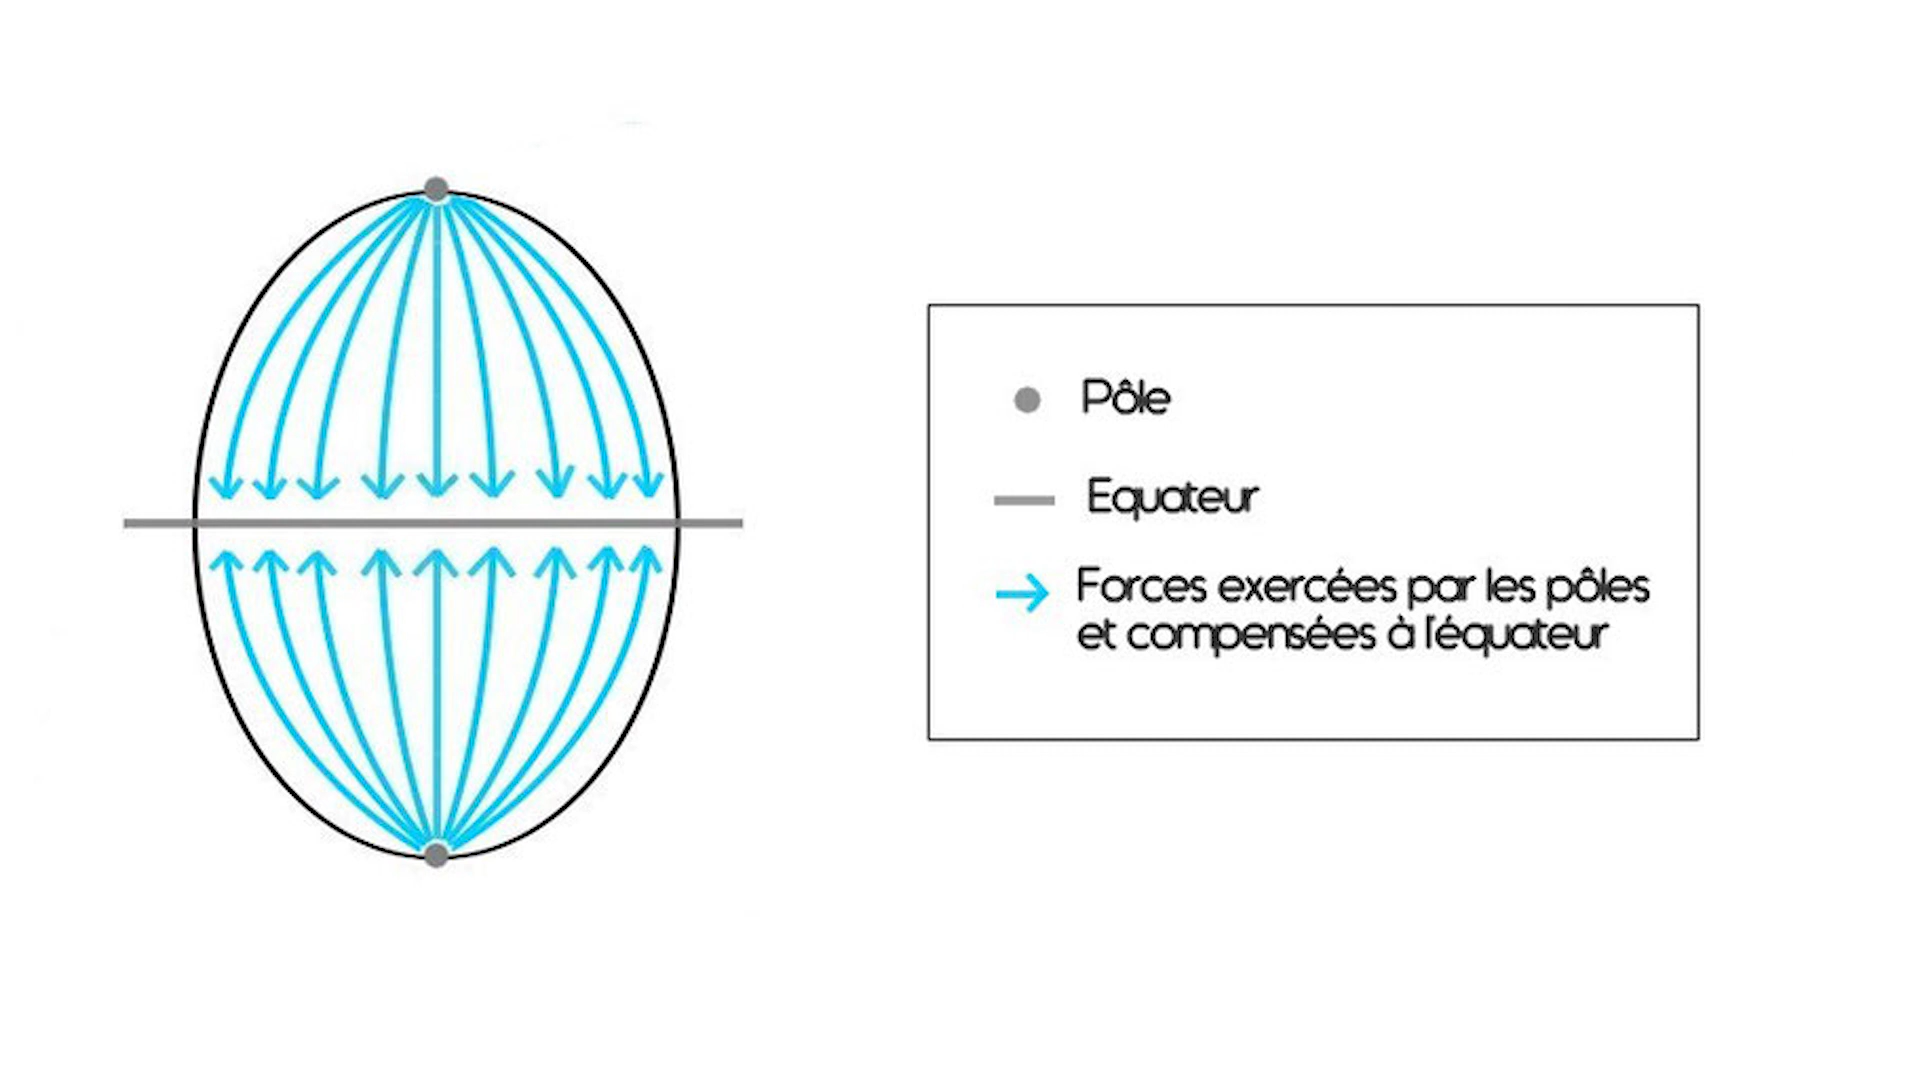 Pôle
Equateur
Forces exercées par les pôles
et compensées à l'équateur